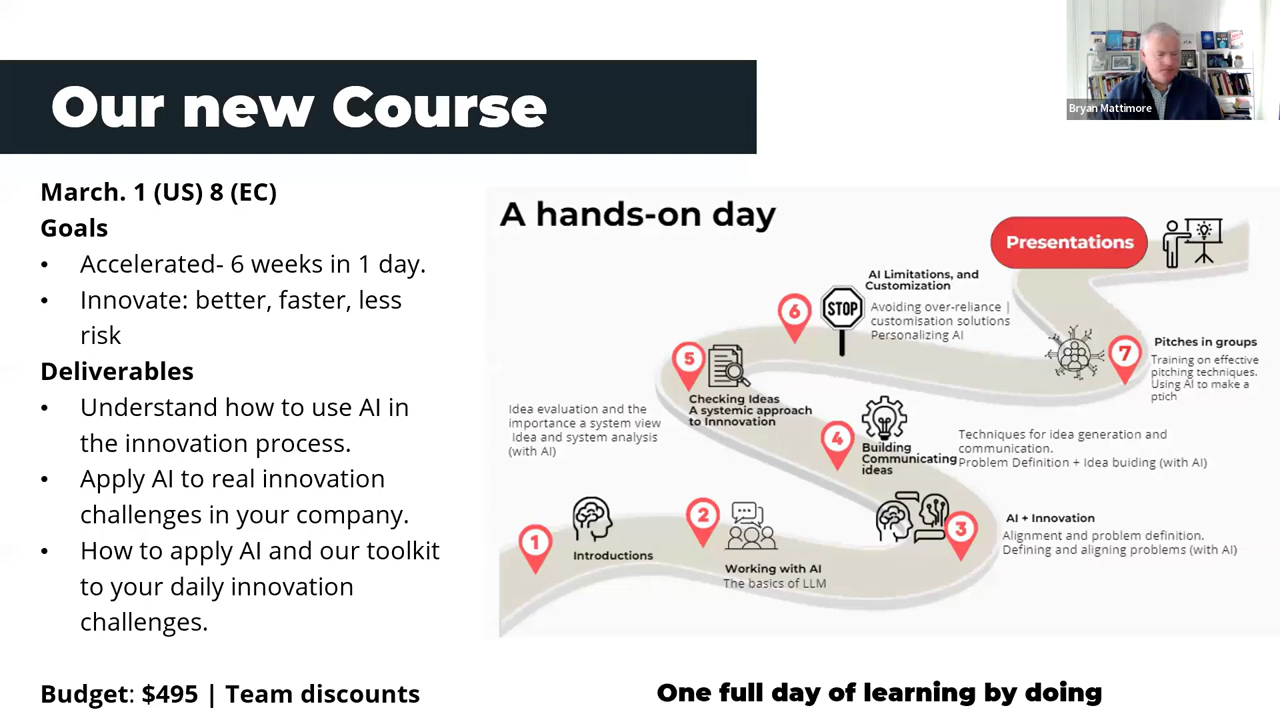 Our new Course
Bryan Mattimore
March. 1 (US) 8 (EC)
Goals
• Accelerated- 6 weeks in 1 day.
• Innovate: better, faster, less
risk
Deliverables
• Understand how to use AI in
the innovation process.
• Apply AI to real innovation
challenges in your company.
• How to apply AI and our toolkit
to your daily innovation
challenges.
Budget: $495 | Team discounts
A hands-on day
Presentations
1
Introductions
2
Working with AI
The basics of LLM
3
AI + Innovation
Alignment and problem definition.
Defining and aligning problems (with AI)
4
Building
Communicating
ideas
Techniques for idea generation and
communication.
Problem Definition + Idea buiding (with AI)
5
Checking Ideas
A systemic approach
to Innnovation
Idea evaluation and the
importance a system view
Idea and system analysis
(with AI)
6
STOP
AI Limitations, and
Customization
Avoiding over-reliance |
customisation solutions
Personalizing AI
7
Pitches in groups
Training on effective
pitching techniques.
Using AI to make a
ptich
One full day of learning by doing